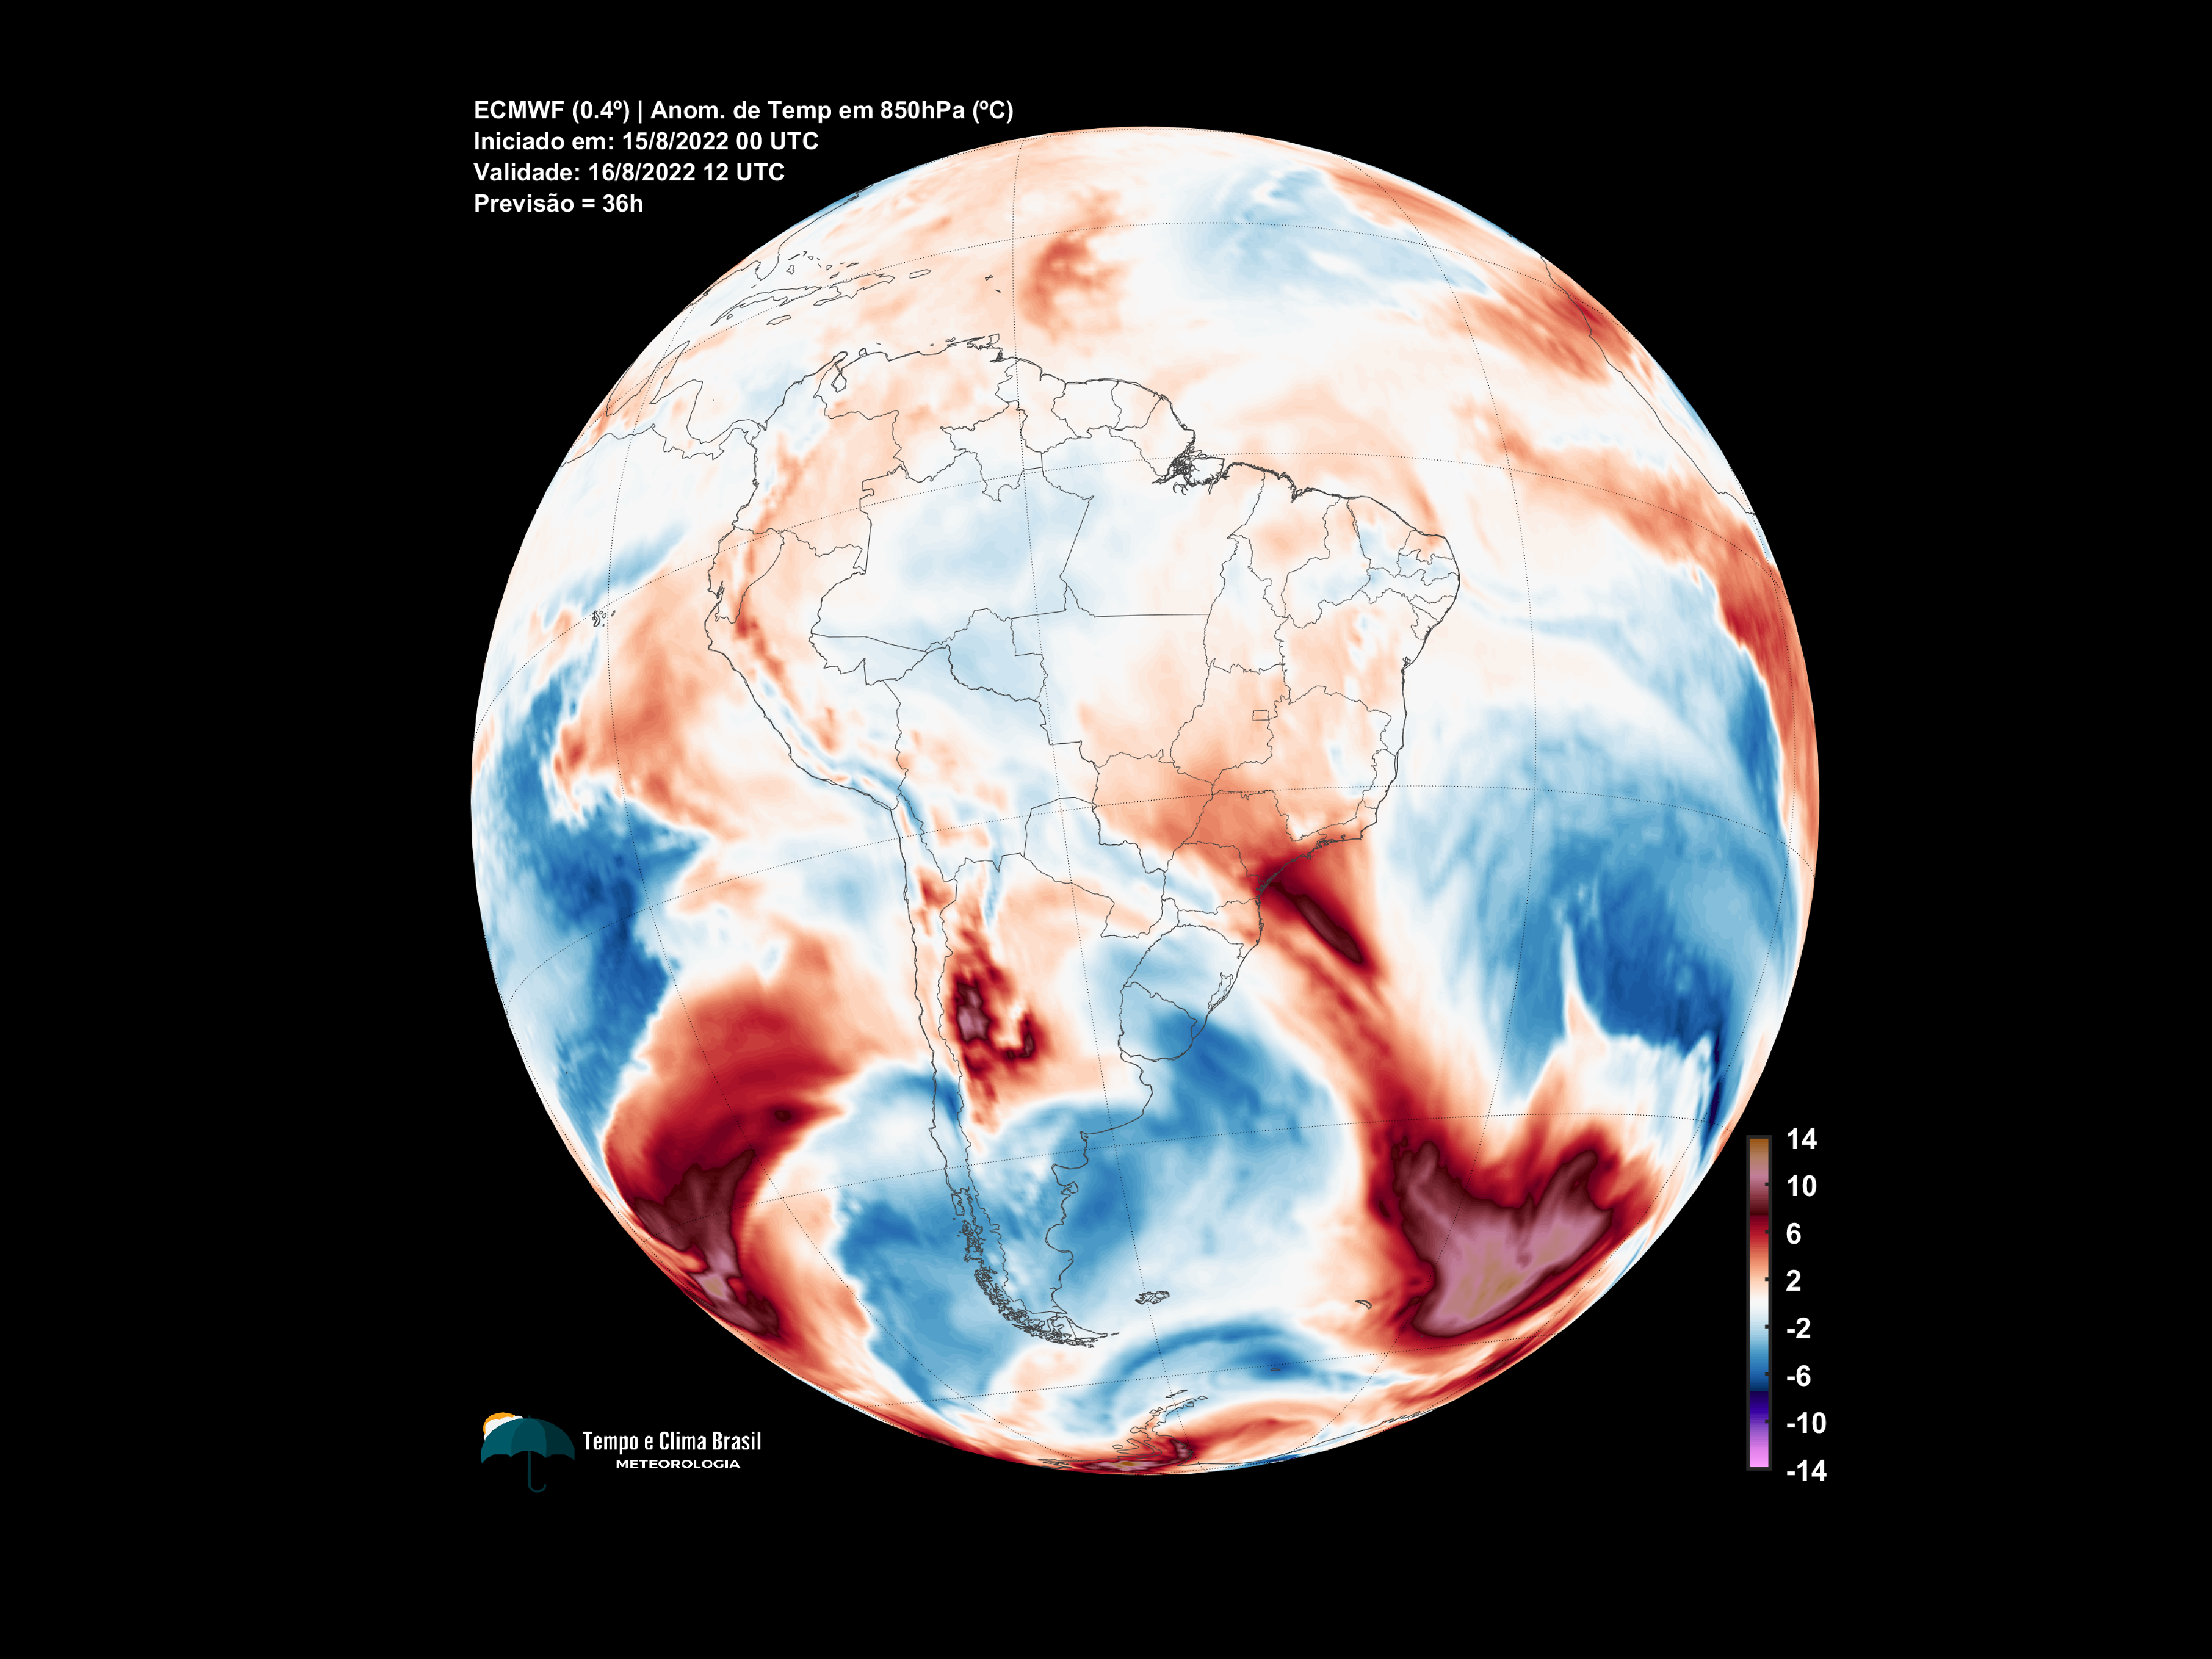 ECMWF (0.4º) | Anom. de Temp em 850hPa (ºC)
Iniciado em: 15/8/2022 00 UTC
Validade: 16/8/2022 12 UTC
Previsão = 36h
14
10
6
2
-2
-6
-10
-14
Tempo e Clima Brasil
METEOROLOGIA